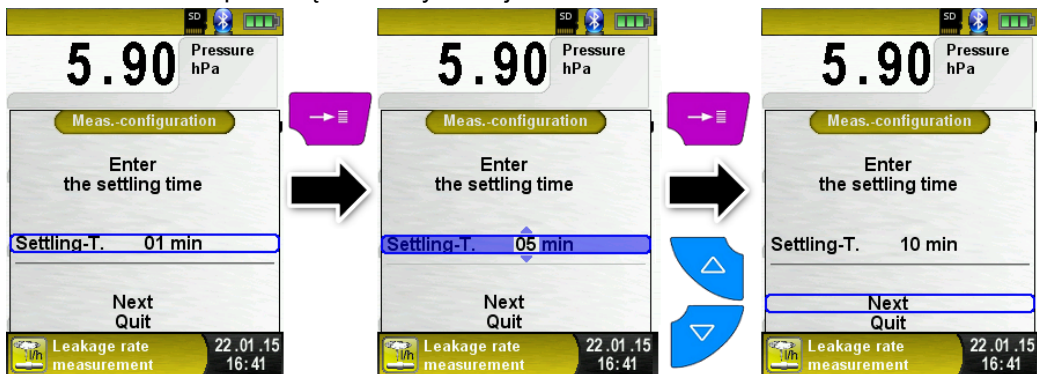 SD
5.90 Pressure
hPa
Meas.-configuration
Enter
the settling time
Settling-T. 01 min
Next
Quit
l/h Leakage rate 22.01.15
measurement 16:41
SD
5.90 Pressure
hPa
Meas.-configuration
Enter
the settling time
Settling-T. 05 min
Next
Quit
l/h Leakage rate 22.01.15
measurement 16:41
SD
5.90 Pressure
hPa
Meas.-configuration
Enter
the settling time
Settling-T. 10 min
Next
Quit
l/h Leakage rate 22.01.15
measurement 16:41